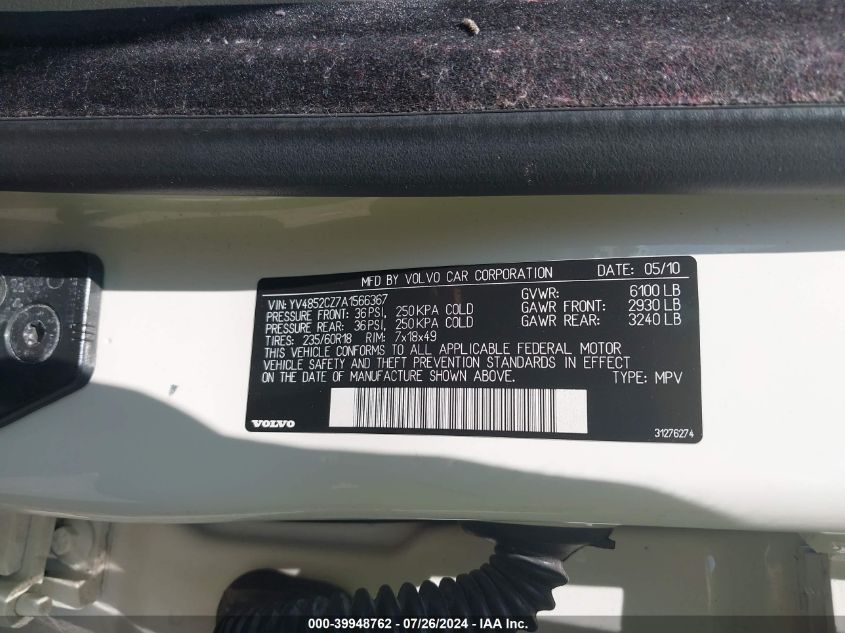 MFD BY VOLVO CAR CORPORATION DATE: 05/10
VIN: YV4852CZ7A1566367 GVWR: 6100 LB
PRESSURE FRONT: 36 PSI, 250 KPA COLD GAWR FRONT: 2930 LB
PRESSURE REAR: 36 PSI, 250 KPA COLD GAWR REAR: 3240 LB
TIRES: 235/60R18 RIM: 7x18x49
THIS VEHICLE CONFORMS TO ALL APPLICABLE FEDERAL MOTOR
VEHICLE SAFETY AND THEFT PREVENTION STANDARDS IN EFFECT
ON THE DATE OF MANUFACTURE SHOWN ABOVE. TYPE: MPV
VOLVO 31276274
000-39948762 - 07/26/2024 - IAA Inc.